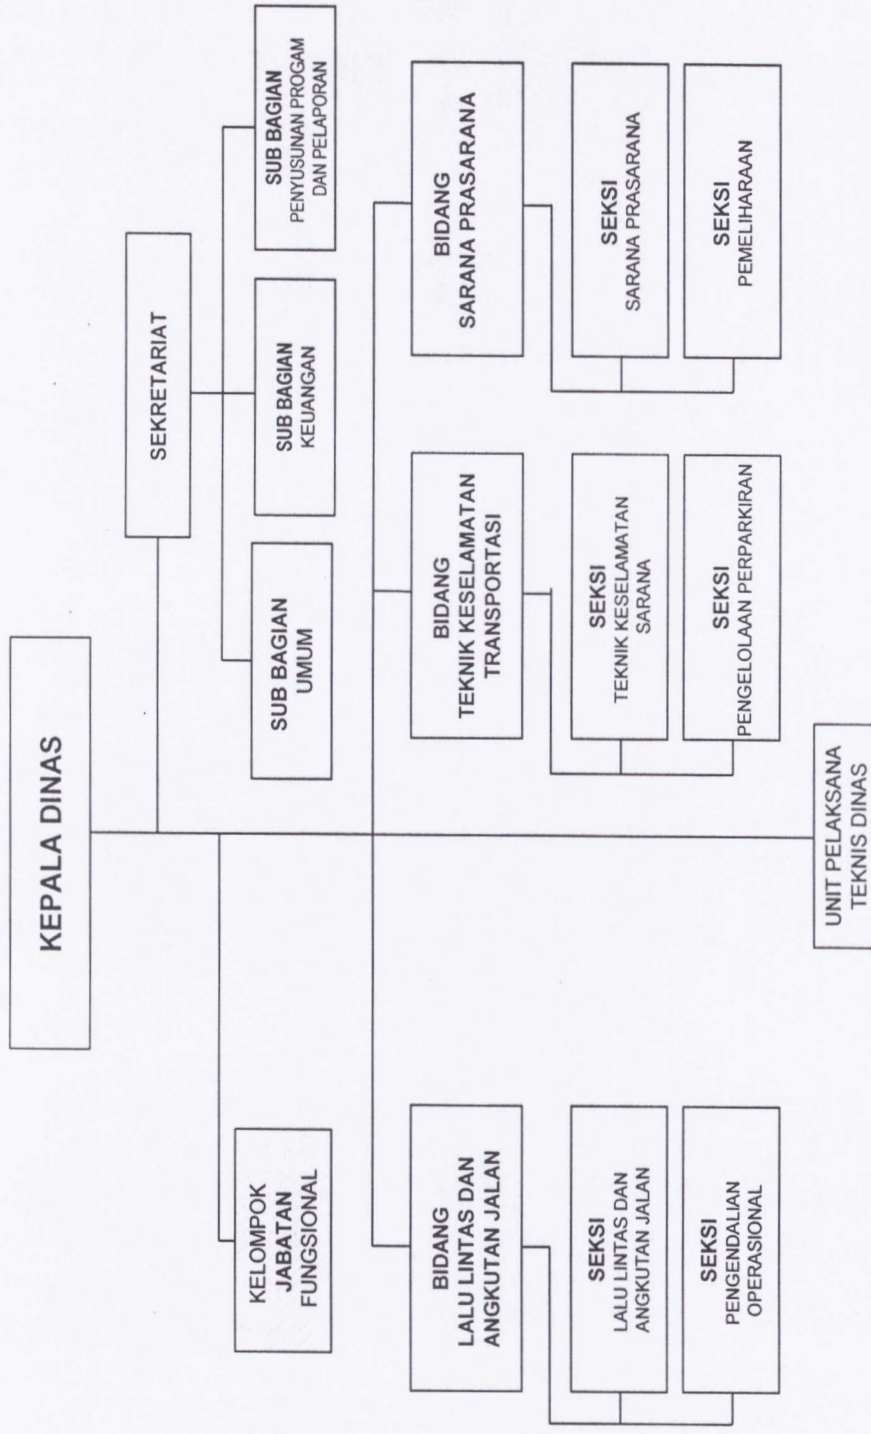 KEPALA DINAS
SEKRETARIAT
KELOMPOK
JABATAN
FUNGSIONAL
SUB BAGIAN
UMUM
SUB BAGIAN
KEUANGAN
SUB BAGIAN
PENYUSUNAN PROGAM
DAN PELAPORAN
BIDANG
LALU LINTAS DAN
ANGKUTAN JALAN
SEKSI
LALU LINTAS DAN
ANGKUTAN JALAN
SEKSI
PENGENDALIAN
OPERASIONAL
BIDANG
TEKNIK KESELAMATAN
TRANSPORTASI
SEKSI
TEKNIK KESELAMATAN
SARANA
SEKSI
PENGELOLAAN PERPARKIRAN
BIDANG
SARANA PRASARANA
SEKSI
SARANA PRASARANA
SEKSI
PEMELIHARAAN
UNIT PELAKSANA
TEKNIS DINAS